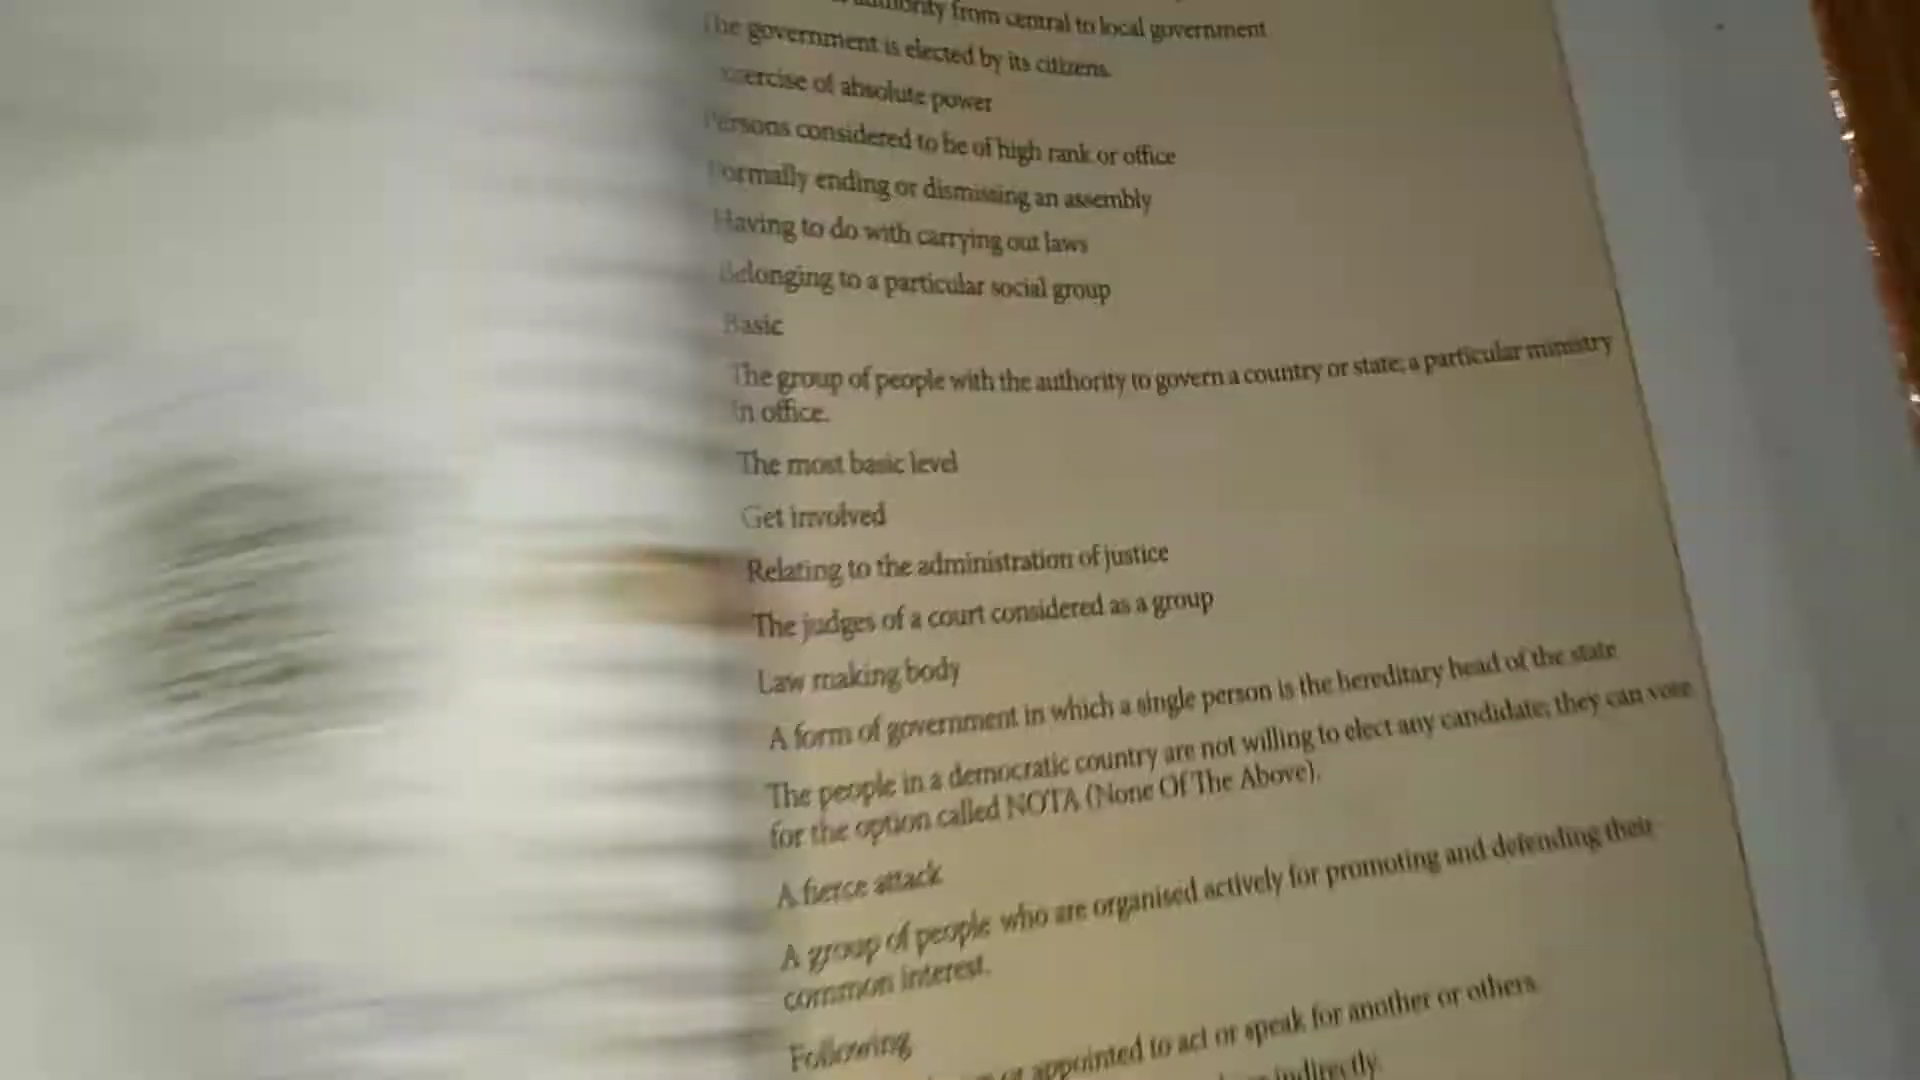 authority from central to local government
The government is elected by its citizens.
Exercise of absolute power
Persons considered to be of high rank or office
Formally ending or dismissing an assembly
Having to do with carrying out laws
Belonging to a particular social group
Basic
The group of people with the authority to govern a country or state; a particular ministry
in office.
The most basic level
Get involved
Relating to the administration of justice
The judges of a court considered as a group
Law making body
A form of government in which a single person is the hereditary head of the state
The people in a democratic country are not willing to elect any candidate; they can vote
for the option called NOTA (None Of The Above).
A fierce attack
A group of people who are organised actively for promoting and defending their
common interest.
Following
or appointed to act or speak for another or others
indirectly.